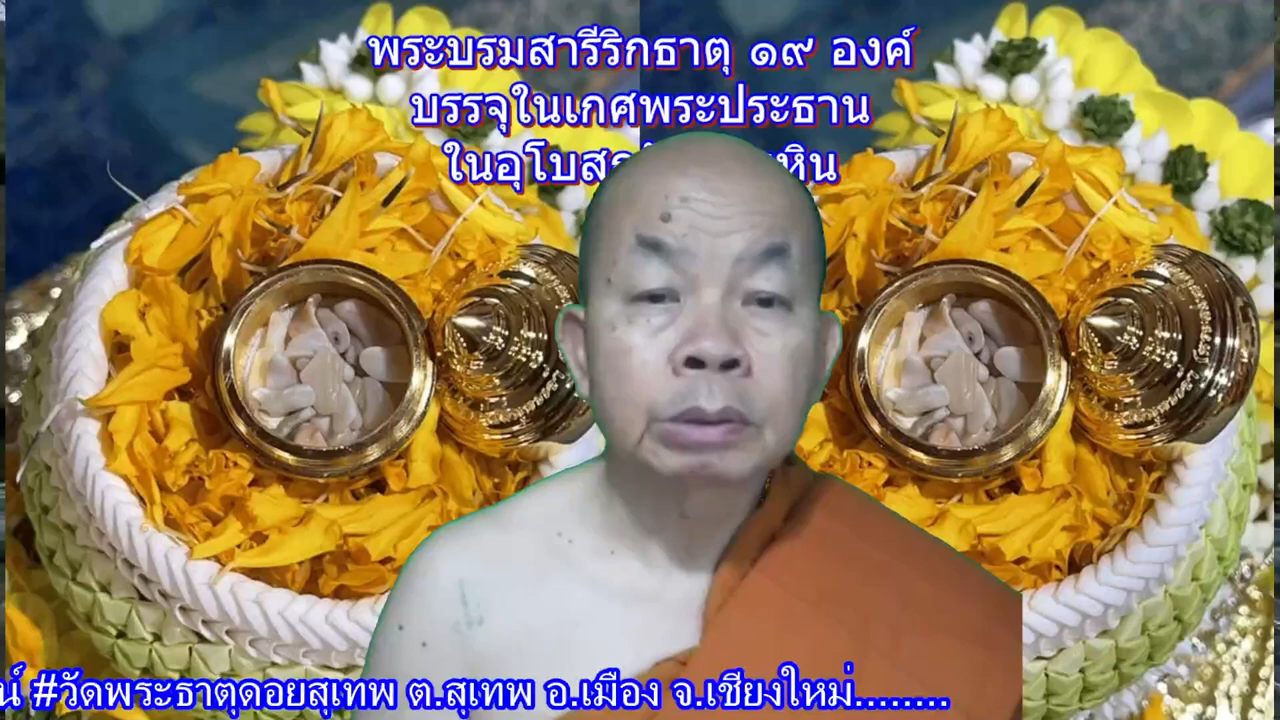 พระบรมสารีริกธาตุ ๑๙ องค์
บรรจุในเกศพระประธาน
ในอุโบส หิน
#วัดพระธาตุดอยสุเทพ ต.สุเทพ อ.เมือง จ.เชียงใหม่........